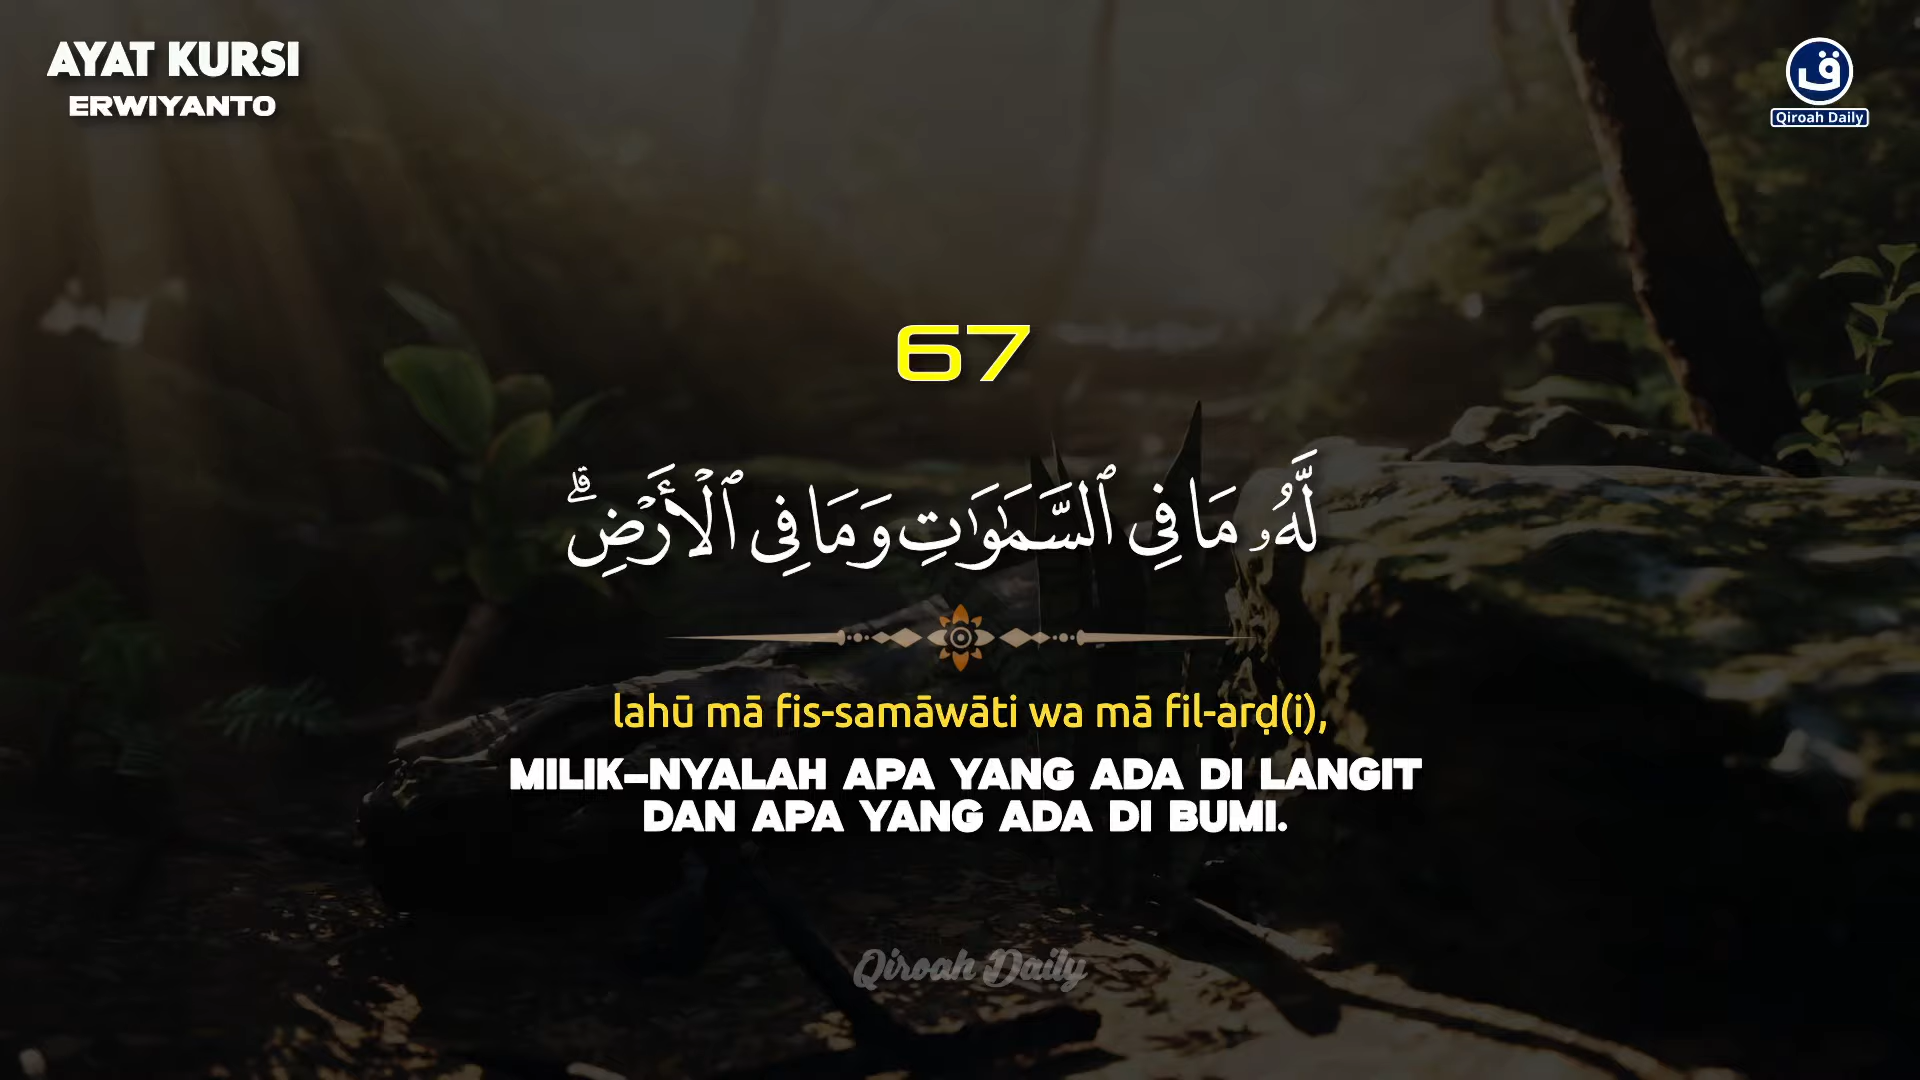 AYAT KURSI
ERWIYANTO
ق
Qiroah Daily
67
لَّهُۥ مَا فِى ٱلسَّمَٰوَٰتِ وَمَا فِى ٱلْأَرْضِ ۗ
lahū mā fis-samāwāti wa mā fil-arḍ(i),
MILIK-NYALAH APA YANG ADA DI LANGIT
DAN APA YANG ADA DI BUMI.
Qiroah Daily